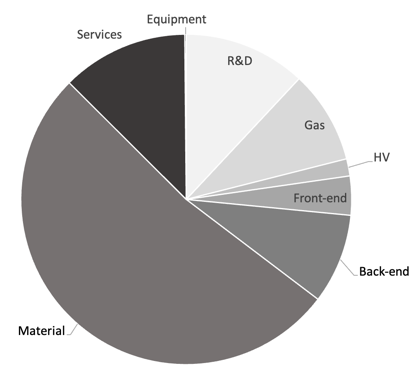 Equipment
Services
R&D
Gas
HV
Front-end
Back-end
Material